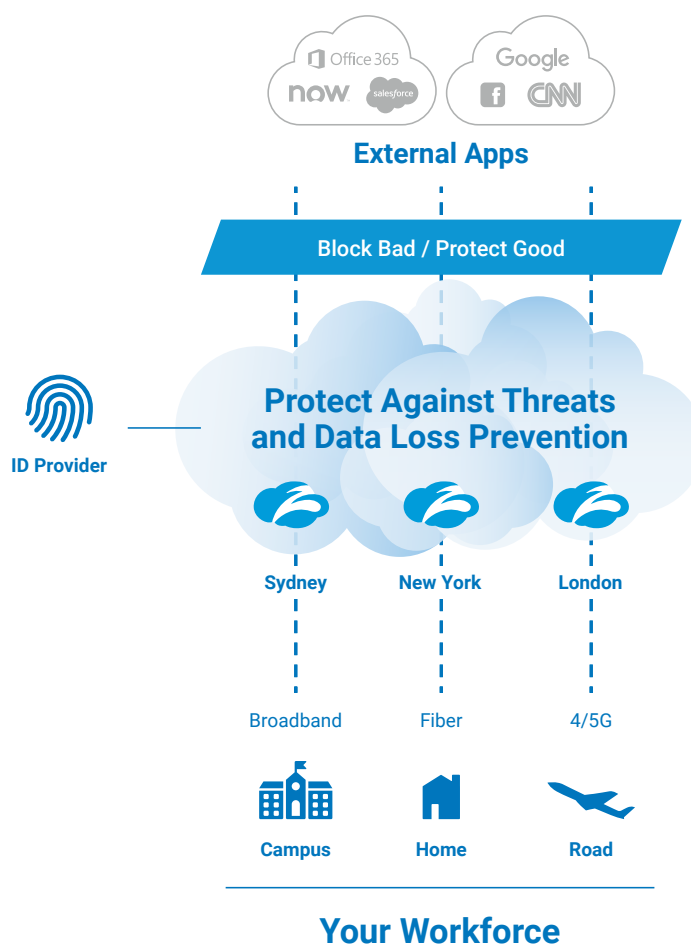 Office 365
Google
now
salesforce
f
CNN
External Apps
Block Bad / Protect Good
Protect Against Threats
and Data Loss Prevention
ID Provider
Sydney
New York
London
Broadband
Fiber
4/5G
Campus
Home
Road
Your Workforce